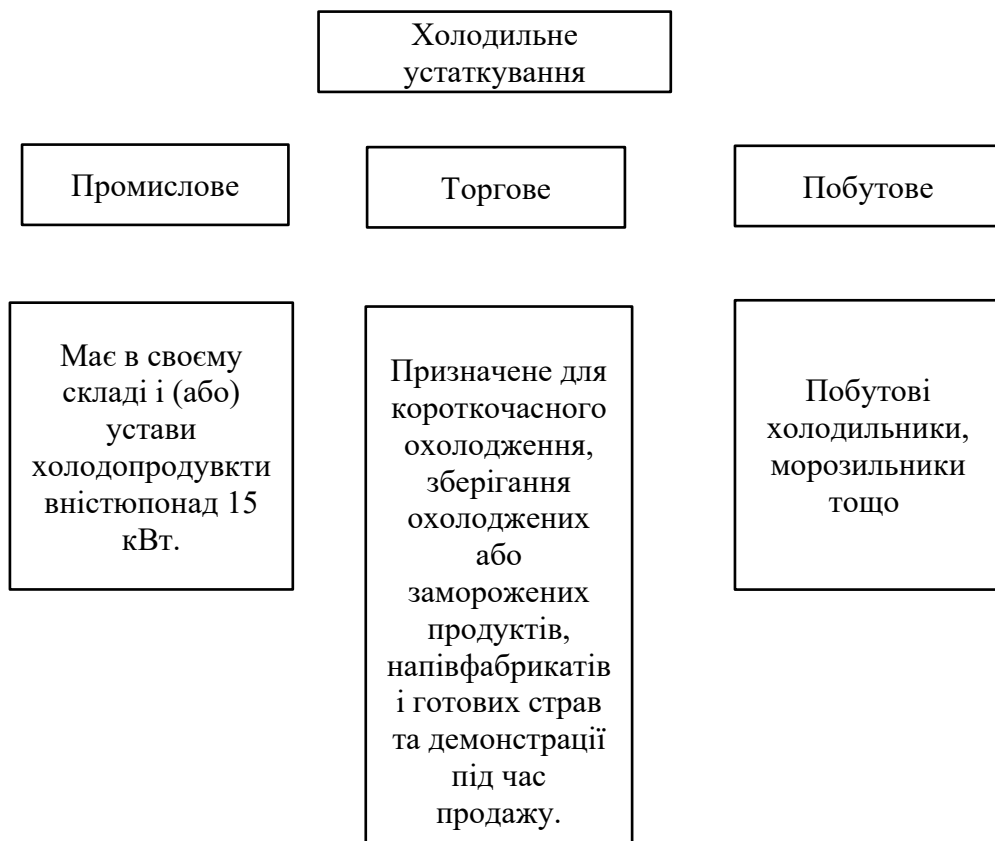 Холодильне
устаткування
Промислове
Торгове
Побутове
Має в своєму
складі і (або)
устави
холодопродувкти
вністюпонад 15
кВт.
Призначене для
короткочасного
охолодження,
зберігання
охолоджених
або
заморожених
продуктів,
напівфабрикатів
і готових страв
та демонстрації
під час
продажу.
Побутові
холодильники,
морозильники
тощо